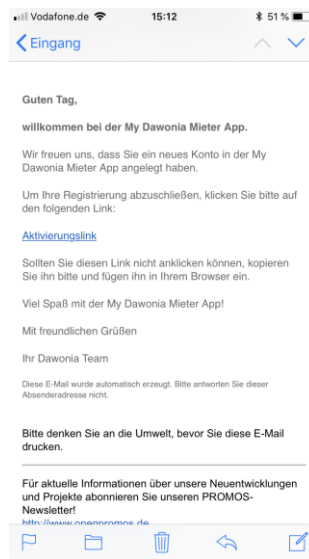 Vodafone.de 15:12 51 %
Eingang
Guten Tag,
willkommen bei der My Dawonia Mieter App.
Wir freuen uns, dass Sie ein neues Konto in der My
Dawonia Mieter App angelegt haben.
Um Ihre Registrierung abzuschließen, klicken Sie bitte auf
den folgenden Link:
Aktivierungslink
Sollten Sie diesen Link nicht anklicken können, kopieren
Sie ihn bitte und fügen ihn in Ihrem Browser ein.
Viel Spaß mit der My Dawonia Mieter App!
Mit freundlichen Grüßen
Ihr Dawonia Team
Diese E-Mail wurde automatisch erzeugt. Bitte antworten Sie dieser
Absenderadresse nicht.
Bitte denken Sie an die Umwelt, bevor Sie diese E-Mail
drucken.
Für aktuelle Informationen über unsere Neuentwicklungen
und Projekte abonnieren Sie unseren PROMOS-
Newsletter!
http://www.openpromos.de